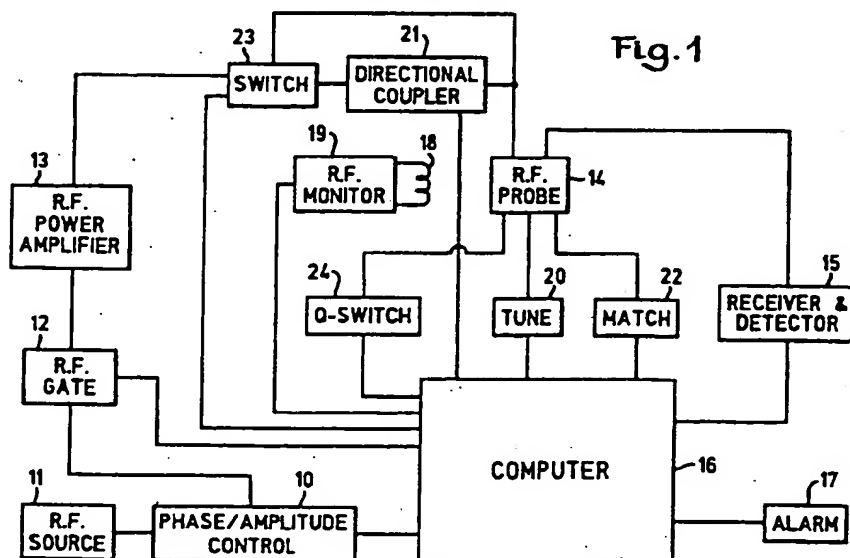 Fig.1
23
SWITCH
21
DIRECTIONAL
COUPLER
13
R.F.
POWER
AMPLIFIER
19
R.F.
MONITOR
18
R.F.
PROBE
14
24
Q-SWITCH
20
TUNE
22
MATCH
15
RECEIVER &
DETECTOR
12
R.F.
GATE
COMPUTER
16
11
R.F.
SOURCE
10
PHASE/AMPLITUDE
CONTROL
17
ALARM